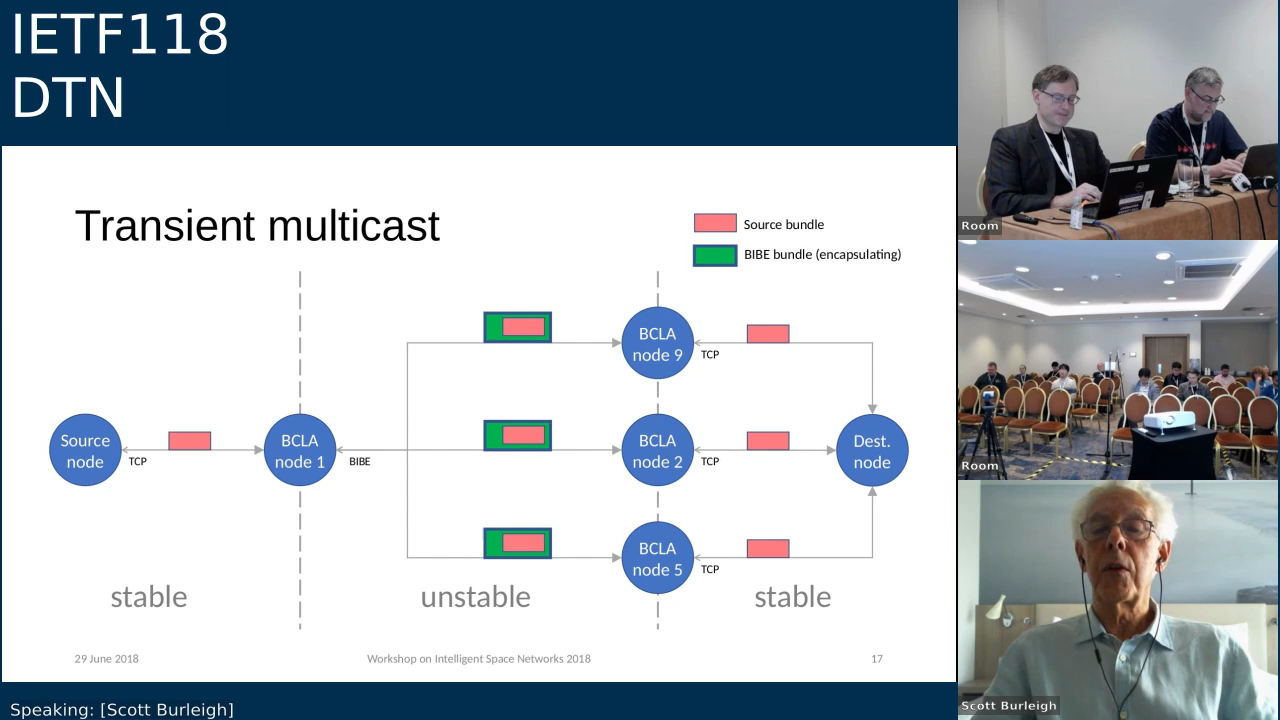 IETF118
DTN
Transient multicast
Source bundle
BIBE bundle (encapsulating)
BCLA
node 9
TCP
Source
node
TCP
BCLA
node 1
BIBE
BCLA
node 2
TCP
Dest.
node
BCLA
node 5
TCP
stable
unstable
stable
29 June 2018
Workshop on Intelligent Space Networks 2018
17
Speaking: [Scott Burleigh]
Room
Room
Scott Burleigh